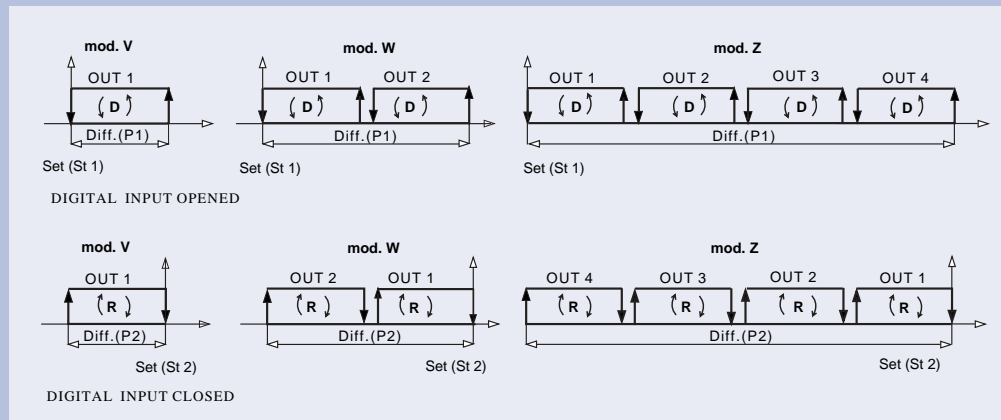 mod. V mod. W mod. Z
OUT 1 OUT 1 OUT 2 OUT 1 OUT 2 OUT 3 OUT 4
D D D D D D D
Diff.(P1) Diff.(P1) Diff.(P1)
Set (St 1) Set (St 1) Set (St 1)
DIGITAL INPUT OPENED
mod. V mod. W mod. Z
OUT 1 OUT 2 OUT 1 OUT 4 OUT 3 OUT 2 OUT 1
R R R R R R R
Diff.(P2) Diff.(P2) Diff.(P2)
Set (St 2) Set (St 2) Set (St 2)
DIGITAL INPUT CLOSED